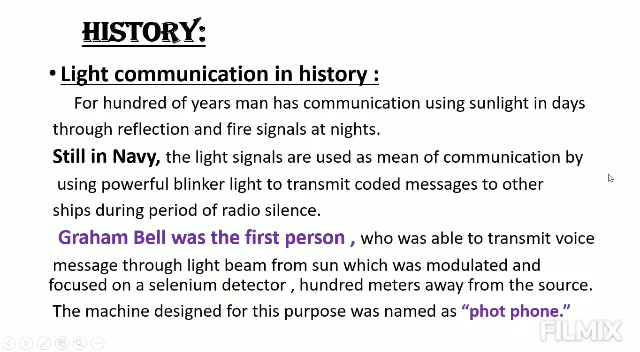 HISTORY:
• Light communication in history :
For hundred of years man has communication using sunlight in days
through reflection and fire signals at nights.
Still in Navy, the light signals are used as mean of communication by
using powerful blinker light to transmit coded messages to other
ships during period of radio silence.
Graham Bell was the first person , who was able to transmit voice
message through light beam from sun which was modulated and
focused on a selenium detector , hundred meters away from the source.
The machine designed for this purpose was named as “phot phone.”
FILMIX